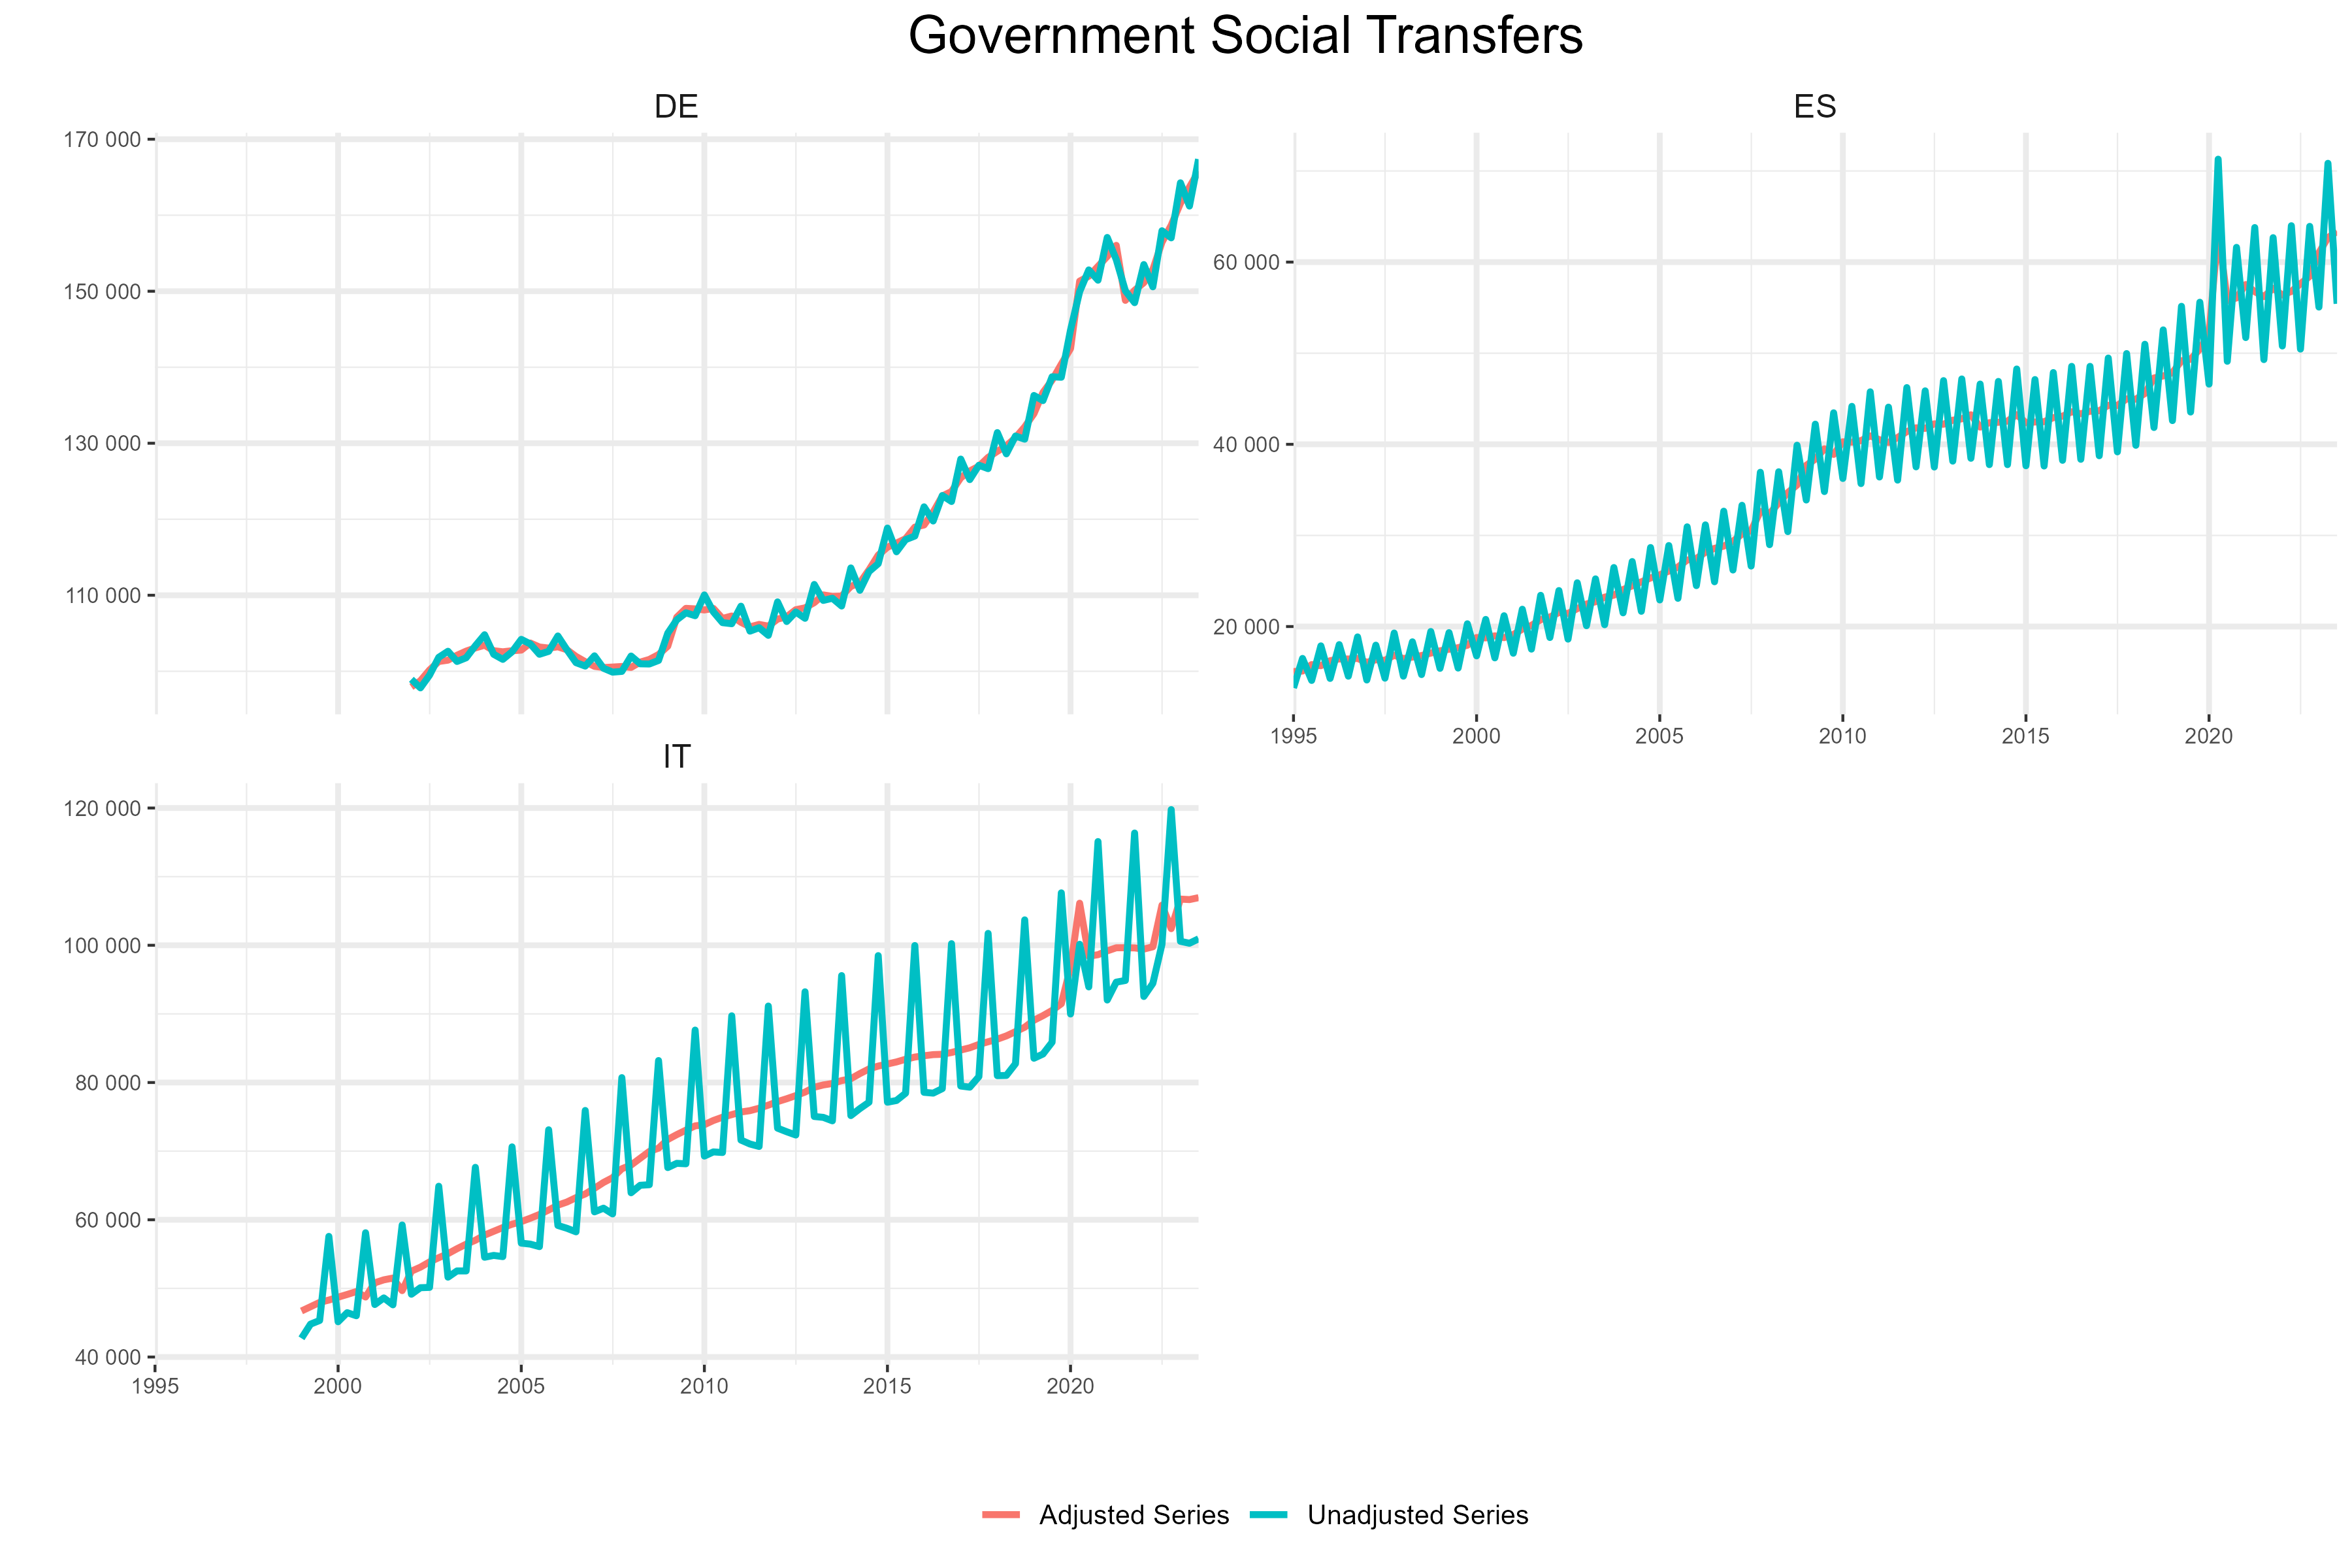 Government Social Transfers
DE
ES
170 000
150 000
130 000
110 000
60 000
40 000
20 000
1995 2000 2005 2010 2015 2020
IT
120 000
100 000
80 000
60 000
40 000
1995 2000 2005 2010 2015 2020
Adjusted Series Unadjusted Series